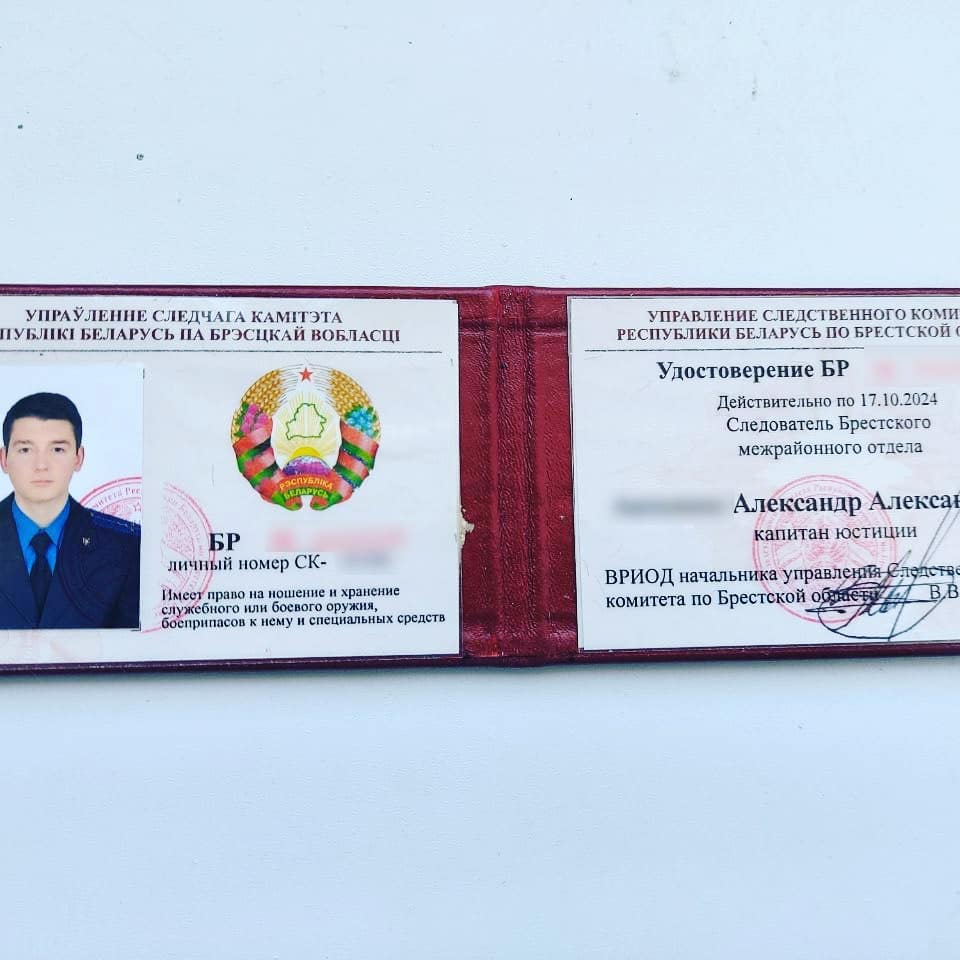 УПРАЎЛЕННЕ СЛЕДЧАГА КАМІТЭТА
ПУБЛІКІ БЕЛАРУСЬ ПА БРЭСЦКАЙ ВОБЛАСЦІ
РЭСПУБЛІКА
БЕЛАРУСЬ
БР
личный номер СК-
Имеет право на ношение и хранение
служебного или боевого оружия,
боеприпасов к нему и специальных средств
УПРАВЛЕНИЕ СЛЕДСТВЕННОГО КОМИ
РЕСПУБЛИКИ БЕЛАРУСЬ ПО БРЕСТСКОЙ О
Удостоверение БР
Действительно по 17.10.2024
Следователь Брестского
межрайонного отдела
Александр Алексан
капитан юстиции
ВРИОД начальника управления Следстве
комитета по Брестской области В.В